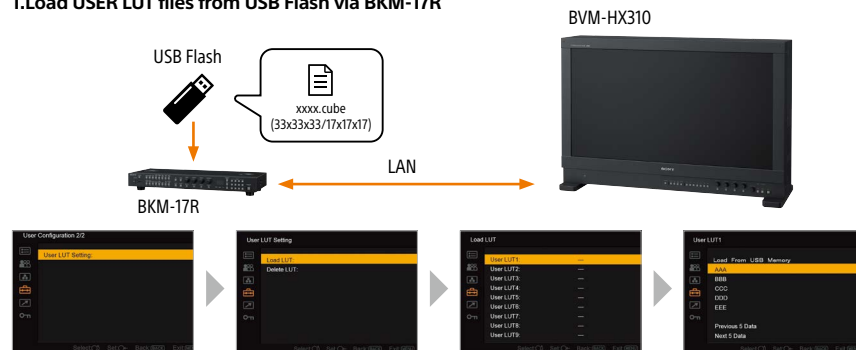 1.Load USER LUT files from USB Flash via BKM-17R
BVM-HX310
USB Flash
xxxx.cube
(33x33x33/17x17x17)
LAN
SONY
BKM-17R
User Configuration 2/2
User LUT Setting:
User LUT Setting
Load LUT:
Delete LUT:
Load LUT
User LUT1: ---
User LUT2: ---
User LUT3: ---
User LUT4: ---
User LUT5: ---
User LUT6: ---
User LUT7: ---
User LUT8: ---
User LUT9: ---
User LUT1
Load From USB Memory
AAA
BBB
CCC
DDD
EEE
Previous 5 Data
Next 5 Data